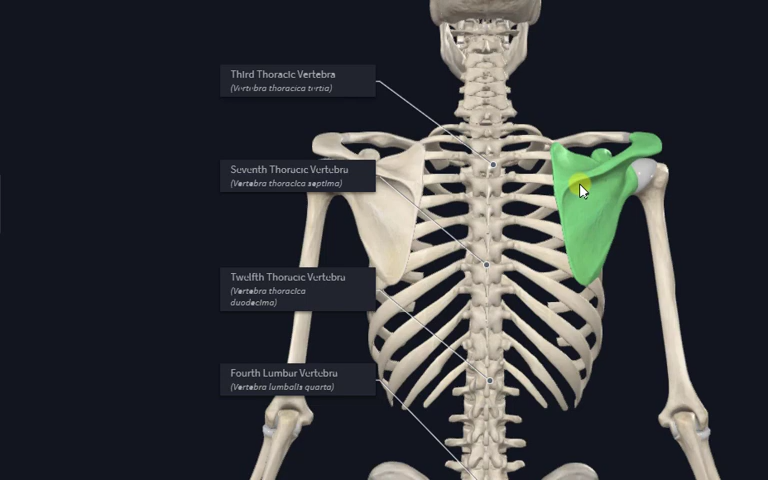 Third Thoracic Vertebra
(Vertebra thoracica tertia)
Seventh Thoracic Vertebra
(Vertebra thoracica septima)
Twelfth Thoracic Vertebra
(Vertebra thoracica
duodecima)
Fourth Lumbar Vertebra
(Vertebra lumbalis quarta)